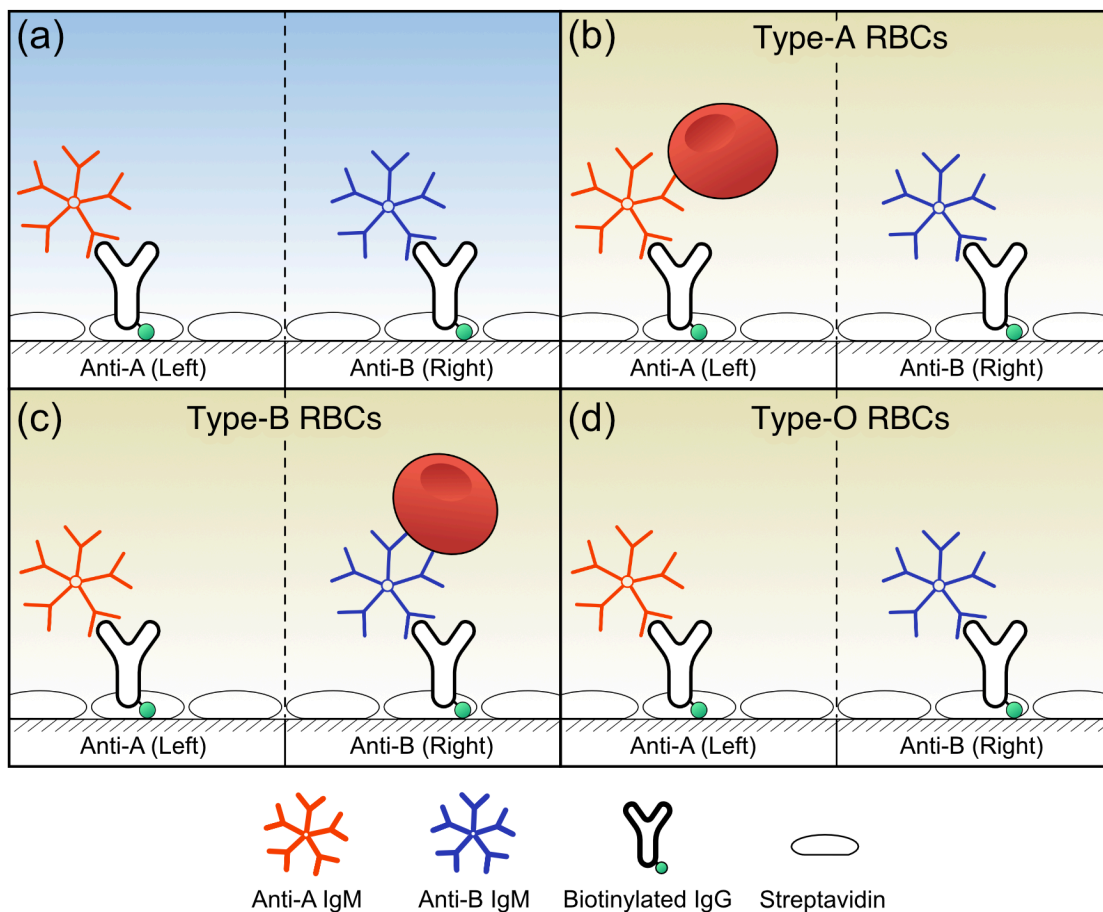 (a)
Anti-A (Left)
Anti-B (Right)
(b)
Type-A RBCs
Anti-A (Left)
Anti-B (Right)
(c)
Type-B RBCs
Anti-A (Left)
Anti-B (Right)
(d)
Type-O RBCs
Anti-A (Left)
Anti-B (Right)
Anti-A IgM
Anti-B IgM
Biotinylated IgG
Streptavidin